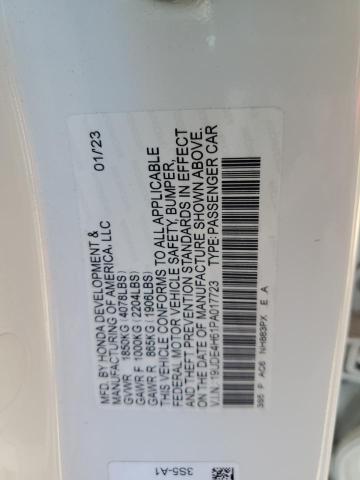 MFD. BY HONDA DEVELOPMENT &
MANUFACTURING OF AMERICA, LLC 01/'23
GVWR 1850KG (4078LBS)
GAWR F 1000KG (2204LBS)
GAWR R 865KG (1906LBS)
THIS VEHICLE CONFORMS TO ALL APPLICABLE
FEDERAL MOTOR VEHICLE SAFETY, BUMPER,
AND THEFT PREVENTION STANDARDS IN EFFECT
ON THE DATE OF MANUFACTURE SHOWN ABOVE.
V.I.N.: 19UDE4H61PA017723 TYPE:PASSENGER CAR
3S5 P AC6 NH883PX E A
3S5-A1